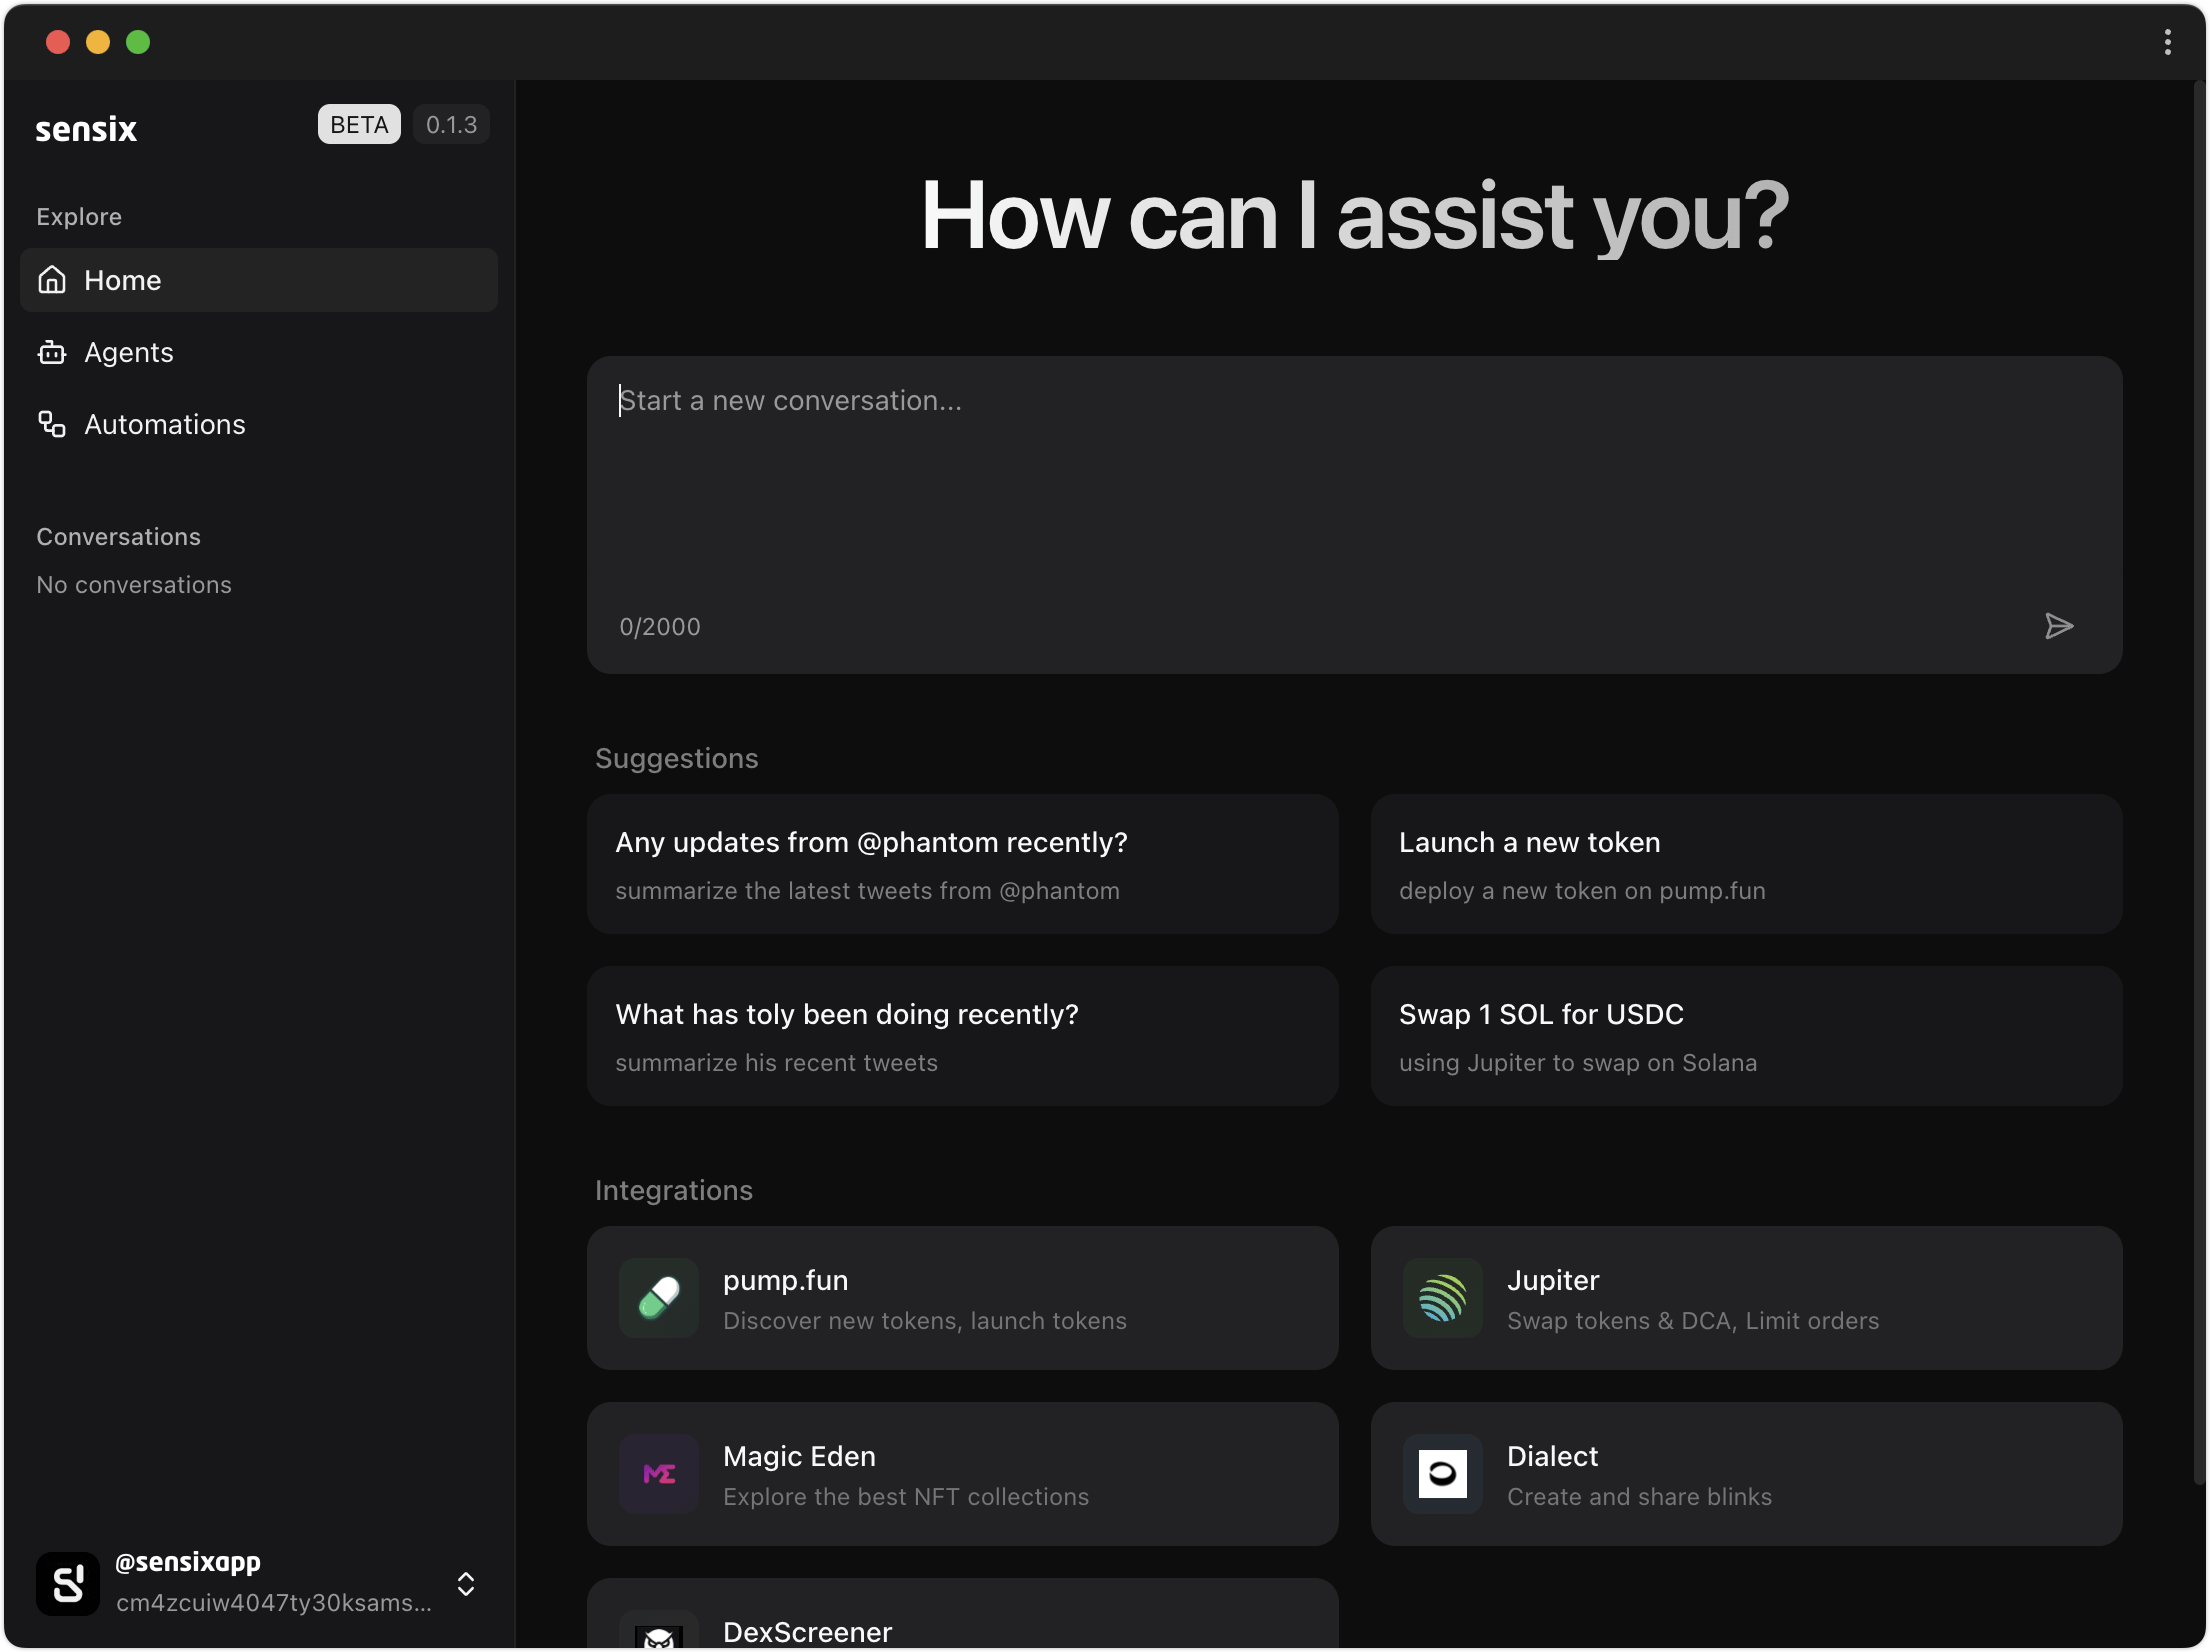 sensix
BETA
0.1.3
Explore
Home
Agents
Automations
Conversations
No conversations
@sensixapp
cm4zcuiw4047ty30ksams...
How can I assist you?
Start a new conversation...
0/2000
Suggestions
Any updates from @phantom recently?
summarize the latest tweets from @phantom
Launch a new token
deploy a new token on pump.fun
What has toly been doing recently?
summarize his recent tweets
Swap 1 SOL for USDC
using Jupiter to swap on Solana
Integrations
pump.fun
Discover new tokens, launch tokens
Jupiter
Swap tokens & DCA, Limit orders
ME
Magic Eden
Explore the best NFT collections
Dialect
Create and share blinks
DexScreener